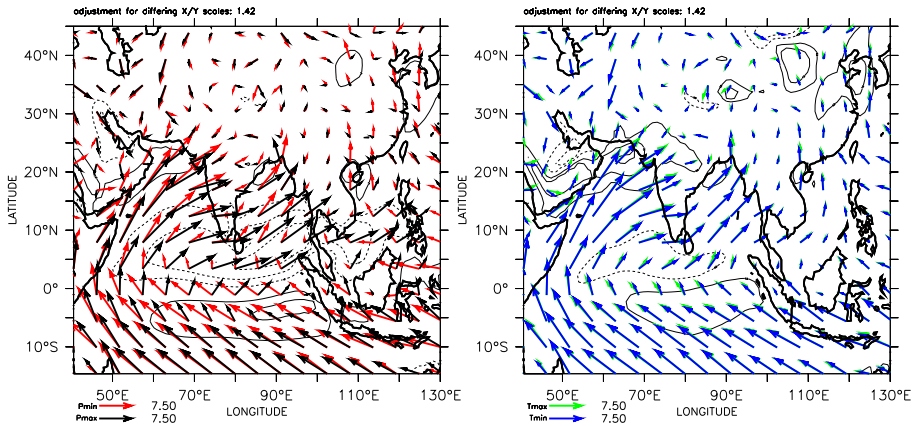 adjustment for differing X/Y scales: 1.42
40°N
30°N
20°N
10°N
0°
10°S
LATITUDE
50°E 70°E 90°E 110°E 130°E
LONGITUDE
Pmin 7.50
Pmax 7.50
adjustment for differing X/Y scales: 1.42
40°N
30°N
20°N
10°N
0°
10°S
LATITUDE
50°E 70°E 90°E 110°E 130°E
LONGITUDE
Tmax 7.50
Tmin 7.50